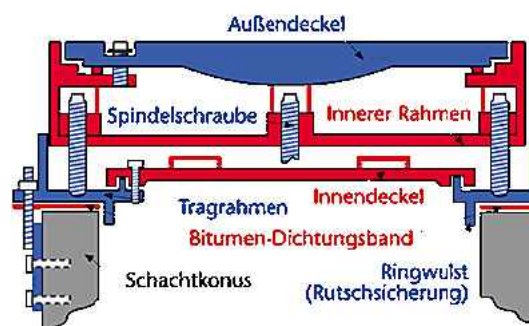 Außendeckel
Spindelschraube
Innerer Rahmen
Innendeckel
Tragrahmen
Bitumen-Dichtungsband
Schachtkonus
Ringwulst
(Rutschsicherung)